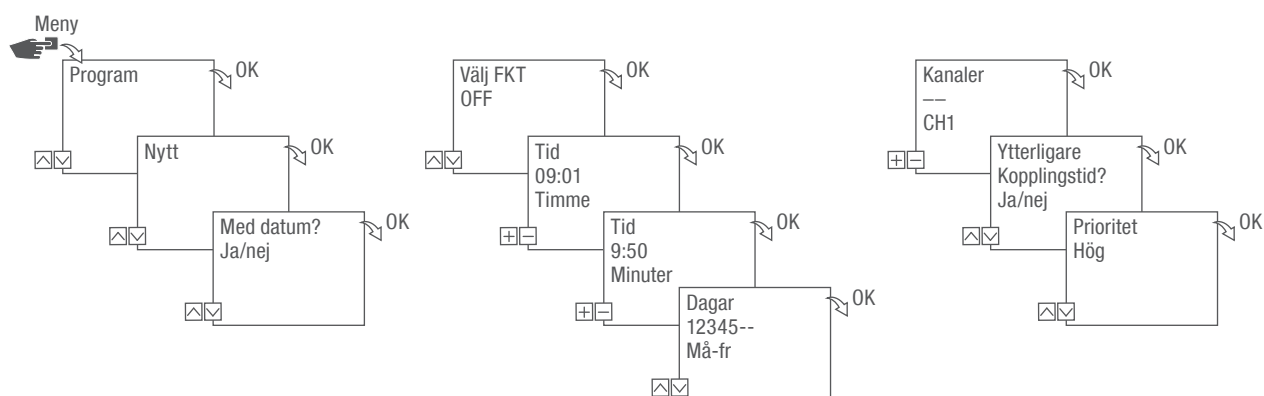 Meny
Program
OK
Nytt
OK
Med datum?
Ja/nej
OK
Välj FKT
OFF
OK
Tid
09:01
Timme
OK
Tid
9:50
Minuter
OK
Dagar
12345--
Må-fr
OK
Kanaler
––
CH1
OK
Ytterligare
Kopplingstid?
Ja/nej
OK
Prioritet
Hög
OK